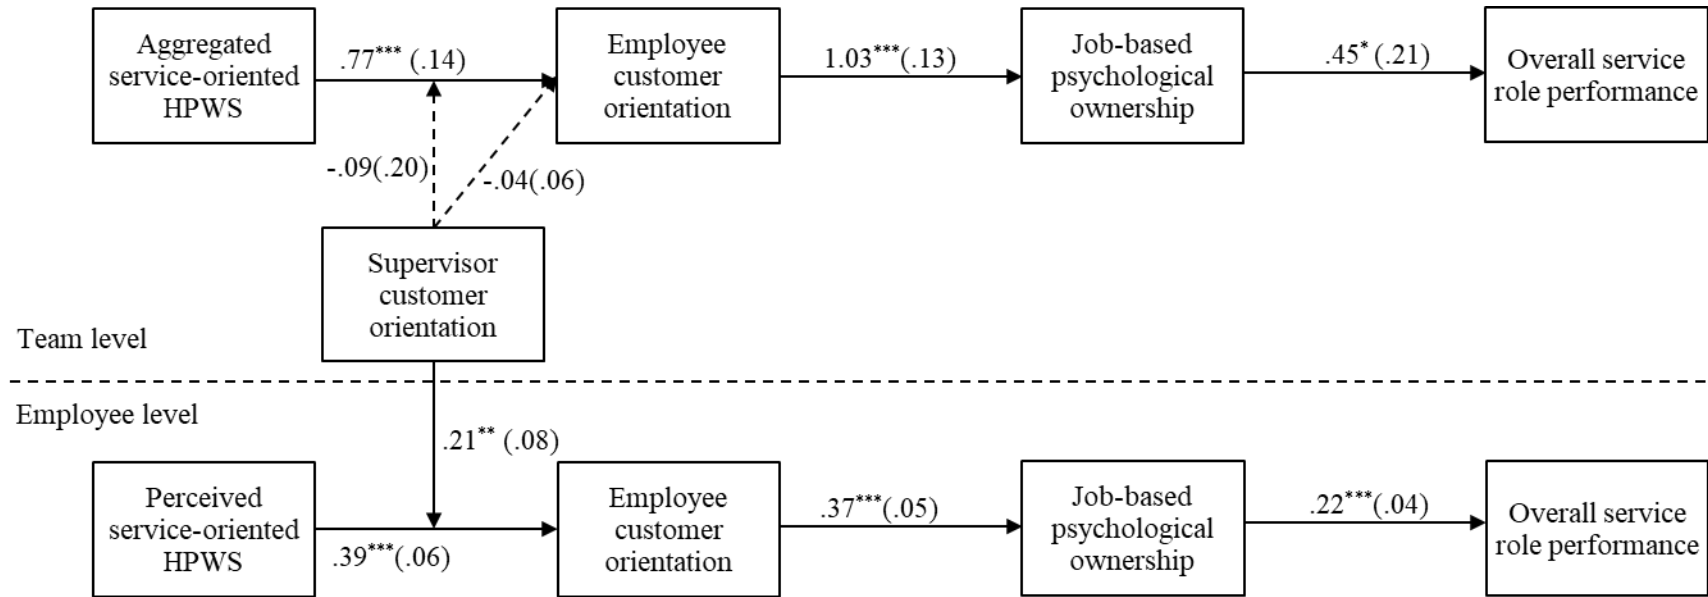 Aggregated
service-oriented
HPWS
.77*** (.14)
Employee
customer
orientation
1.03***(.13)
Job-based
psychological
ownership
.45* (.21)
Overall service
role performance
-.09(.20)
-.04(.06)
Supervisor
customer
orientation
Team level
Employee level
.21** (.08)
Perceived
service-oriented
HPWS
.39***(.06)
Employee
customer
orientation
.37***(.05)
Job-based
psychological
ownership
.22***(.04)
Overall service
role performance